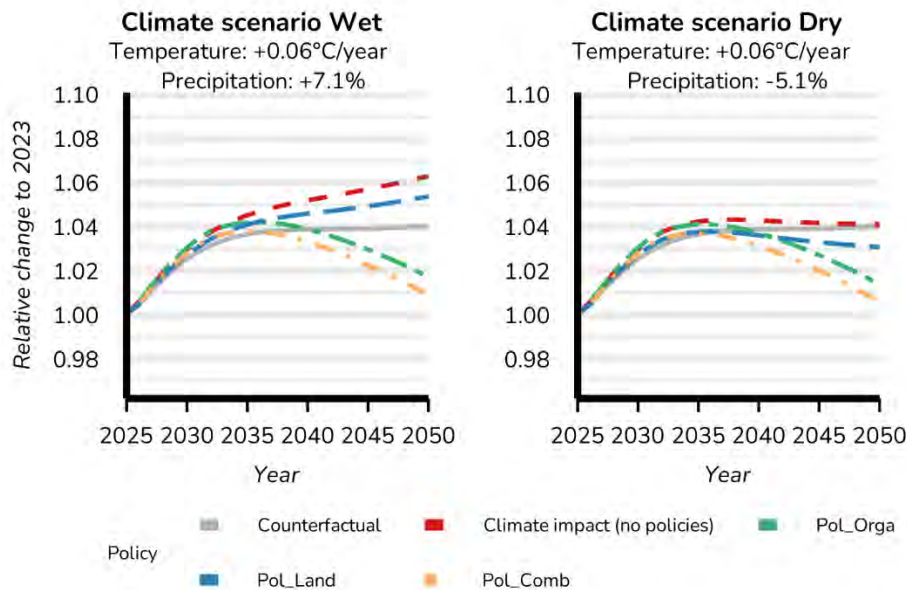 Climate scenario Wet
Temperature: +0.06°C/year
Precipitation: +7.1%
Climate scenario Dry
Temperature: +0.06°C/year
Precipitation: -5.1%
Relative change to 2023
1.10
1.08
1.06
1.04
1.02
1.00
0.98
2025 2030 2035 2040 2045 2050
Year
1.10
1.08
1.06
1.04
1.02
1.00
0.98
2025 2030 2035 2040 2045 2050
Year
Policy
Counterfactual
Climate impact (no policies)
Pol_Orga
Pol_Land
Pol_Comb